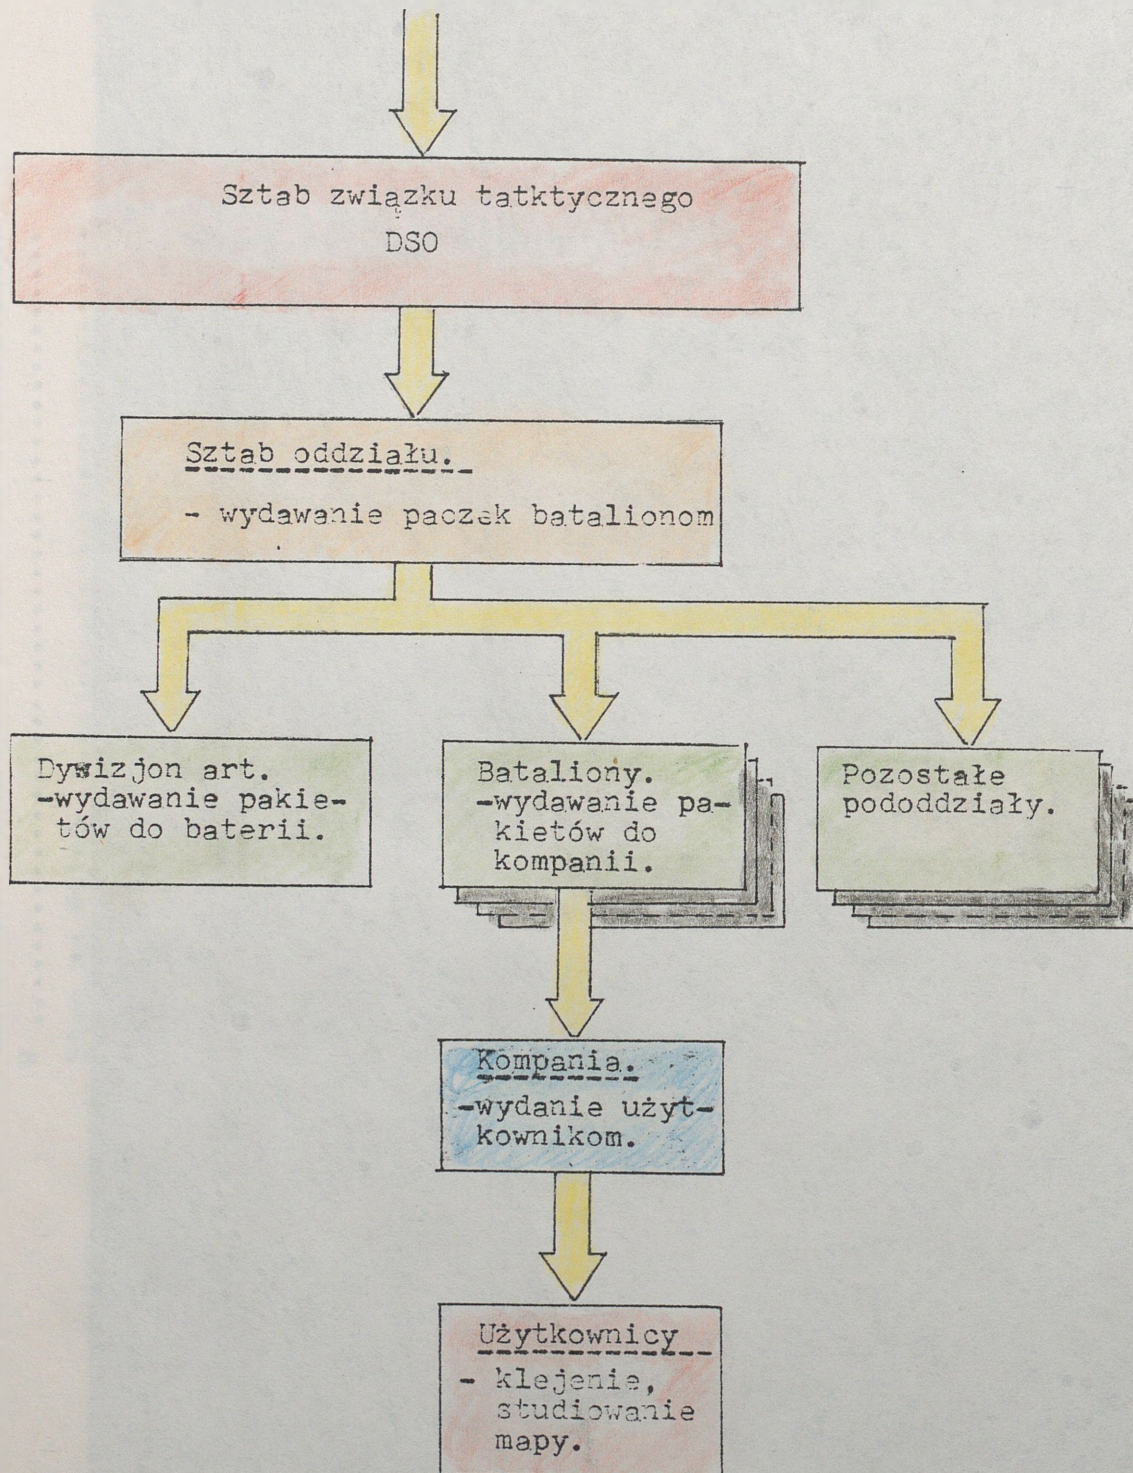 Sztab związku tatktycznego
DSO
Sztab oddziału.
- wydawanie paczek batalionom
Dywizjon art.
-wydawanie pakie-
tów do baterii.
Bataliony.
-wydawanie pa-
kietów do
kompanii.
Pozostałe
pododdziały.
Kompania.
-wydanie użyt-
kownikom.
Użytkownicy
- klejenie,
studiowanie
mapy.